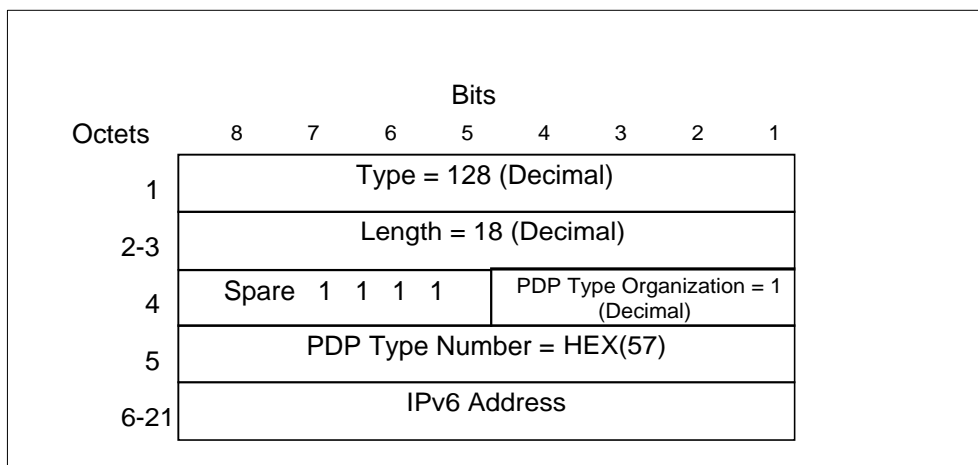 Bits
Octets 8 7 6 5 4 3 2 1
1 Type = 128 (Decimal)
2-3 Length = 18 (Decimal)
4 Spare 1 1 1 1 PDP Type Organization = 1
(Decimal)
5 PDP Type Number = HEX(57)
6-21 IPv6 Address